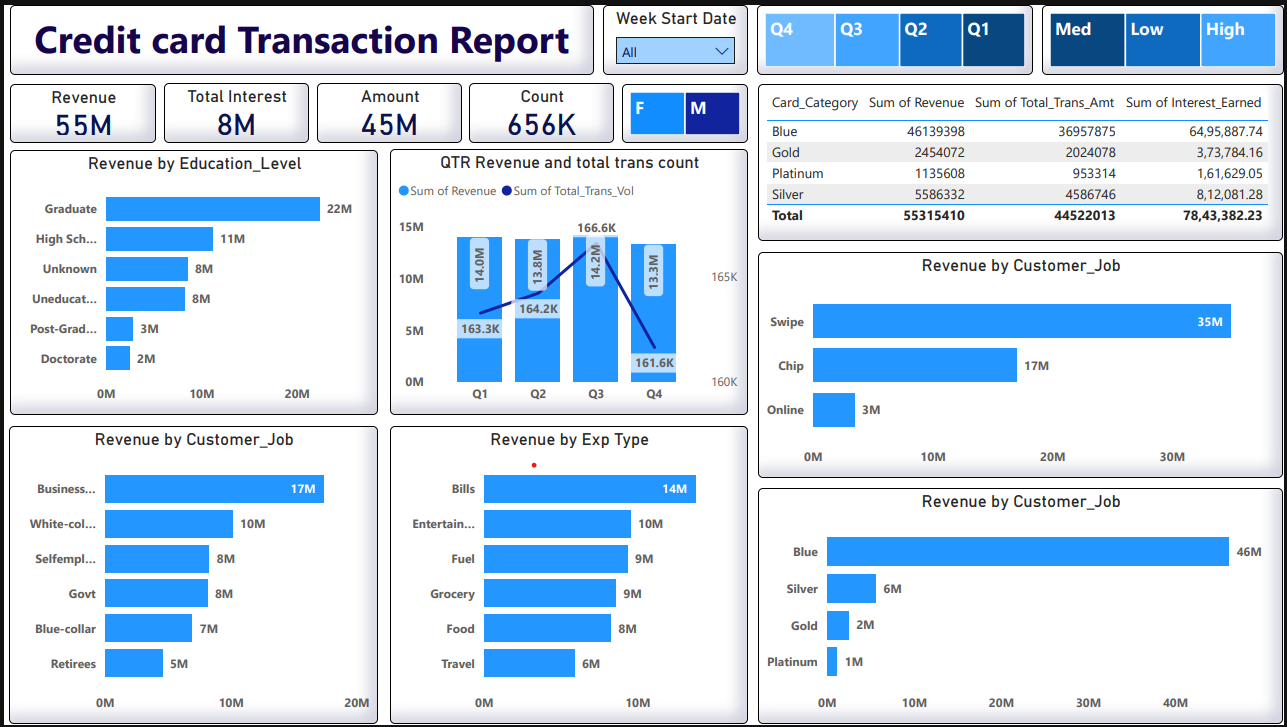 Credit card Transaction Report
Week Start Date
All
Q4 Q3 Q2 Q1
Med Low High
Revenue
55M
Total Interest
8M
Amount
45M
Count
656K
F M
Card_Category Sum of Revenue Sum of Total_Trans_Amt Sum of Interest_Earned
Blue 46139398 36957875 64,95,887.74
Gold 2454072 2024078 3,73,784.16
Platinum 1135608 953314 1,61,629.05
Silver 5586332 4586746 8,12,081.28
Total 55315410 44522013 78,43,382.23
Revenue by Education_Level
Graduate 22M
High Sch... 11M
Unknown 8M
Uneducat... 8M
Post-Grad... 3M
Doctorate 2M
0M 10M 20M
QTR Revenue and total trans count
Sum of Revenue Sum of Total_Trans_Vol
15M
10M
5M
0M
14.0M
13.8M
14.2M
13.3M
163.3K
164.2K
166.6K
161.6K
165K
160K
Q1 Q2 Q3 Q4
Revenue by Customer_Job
Swipe 35M
Chip 17M
Online 3M
0M 10M 20M 30M
Revenue by Customer_Job
Business... 17M
White-col... 10M
Selfempl... 8M
Govt 8M
Blue-collar 7M
Retirees 5M
0M 10M 20M
Revenue by Exp Type
Bills 14M
Entertain... 10M
Fuel 9M
Grocery 9M
Food 8M
Travel 6M
0M 10M
Revenue by Customer_Job
Blue 46M
Silver 6M
Gold 2M
Platinum 1M
0M 10M 20M 30M 40M